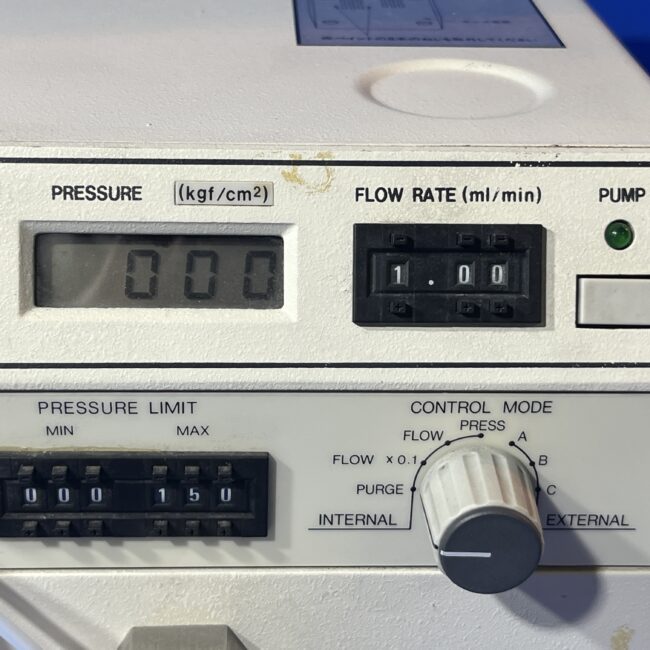 PRESSURE (kgf/cm2)
FLOW RATE (ml/min)
PUMP
000
1.00
PRESSURE LIMIT
MIN
MAX
000
150
CONTROL MODE
PRESS
FLOW
A
FLOW ×0.1
B
PURGE
C
INTERNAL
EXTERNAL